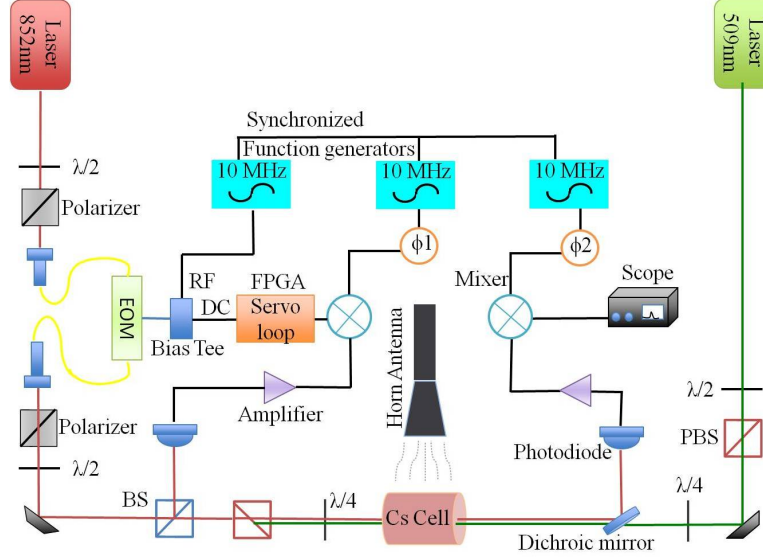 Laser
852nm
Laser
509nm
Synchronized
Function generators
10 MHz
10 MHz
10 MHz
λ/2
Polarizer
ϕ1
ϕ2
Mixer
Scope
RF
FPGA
DC
EOM
Servo
loop
Bias Tee
Horn Antenna
Amplifier
λ/2
Polarizer
PBS
Photodiode
λ/2
BS
λ/4
Cs Cell
λ/4
Dichroic mirror